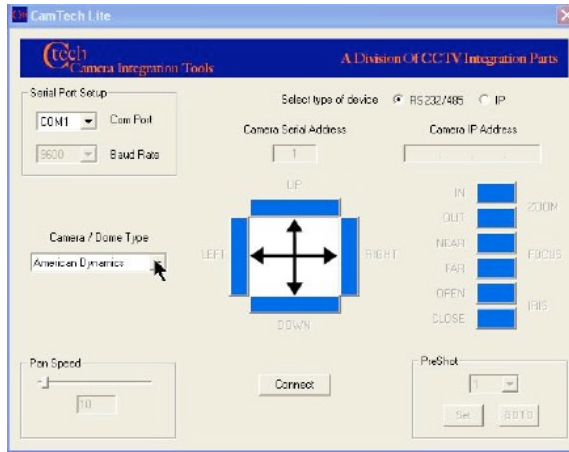 CamTech Lite
Ctech
Camera Integration Tools
A Division Of CCTV Integration Parts
Serial Port Setup
COM1
Com Port
9600
Baud Rate
Select type of device
RS232/485
IP
Camera Serial Address
Camera IP Address
1
UP
LEFT
RIGHT
DOWN
IN
OUT
ZOOM
NEAR
FAR
FOCUS
OPEN
CLOSE
IRIS
Camera / Dome Type
American Dynamics
Pan Speed
10
Connect
PreShot
1
Set
GOTO